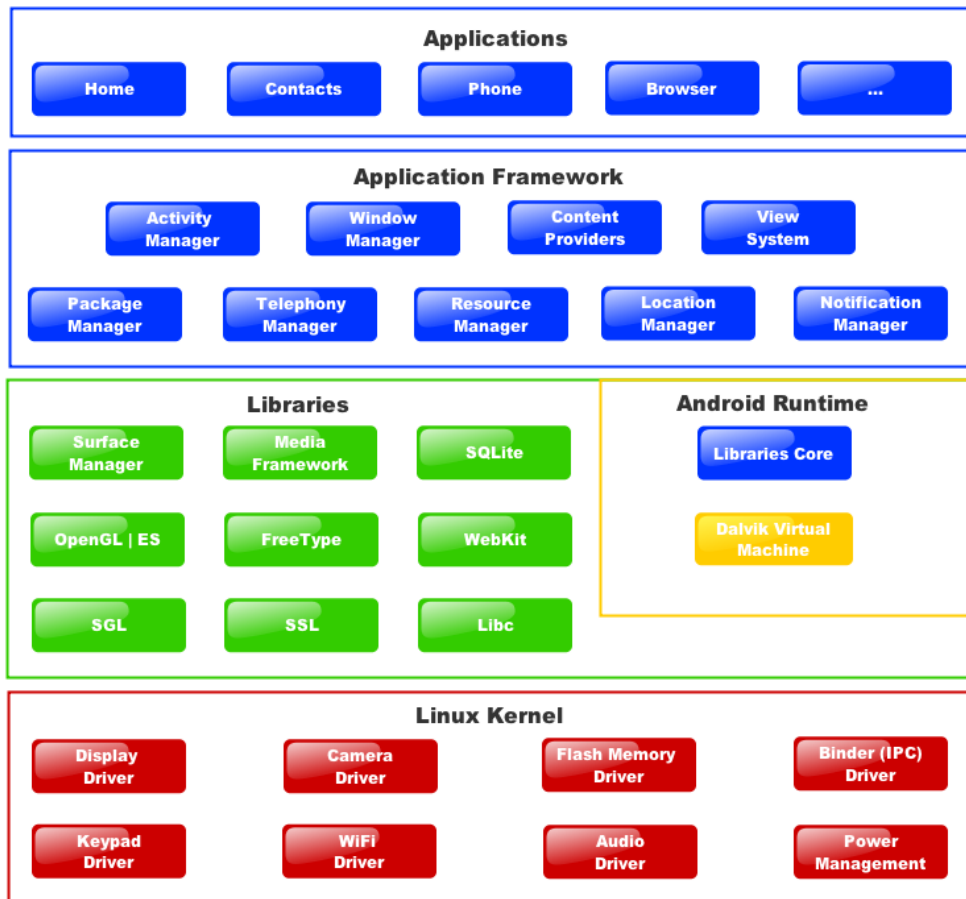 Applications
Home
Contacts
Phone
Browser
...
Application Framework
Activity
Manager
Window
Manager
Content
Providers
View
System
Package
Manager
Telephony
Manager
Resource
Manager
Location
Manager
Notification
Manager
Libraries
Surface
Manager
Media
Framework
SQLite
OpenGL | ES
FreeType
WebKit
SGL
SSL
Libc
Android Runtime
Libraries Core
Dalvik Virtual
Machine
Linux Kernel
Display
Driver
Camera
Driver
Flash Memory
Driver
Binder (IPC)
Driver
Keypad
Driver
WiFi
Driver
Audio
Driver
Power
Management